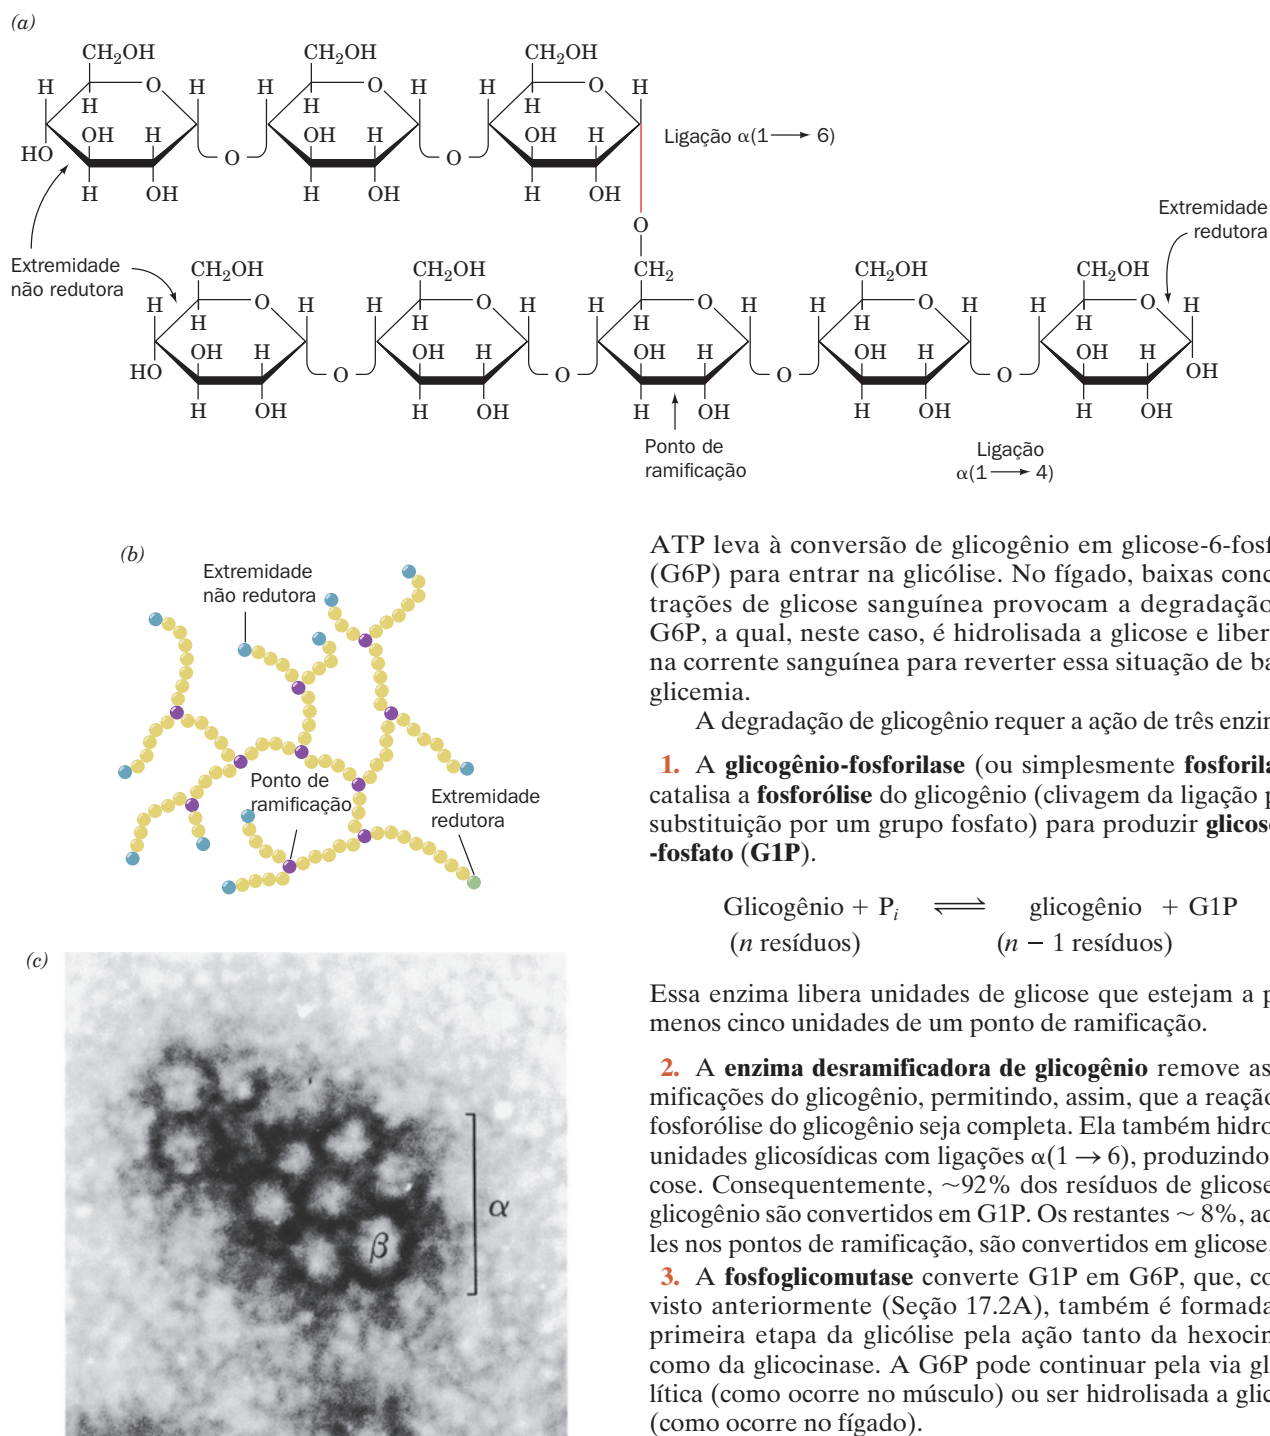 (a)
CH₂OH CH₂OH CH₂OH
H O H H O H H O H
H H H
OH H OH H OH H
HO O O
H OH H OH H OH
Ligação α(1 → 6)
O
Extremidade
não redutora
Extremidade
redutora
CH₂OH CH₂OH CH₂ CH₂OH CH₂OH
H O H H O H H O H H O H H O H
H H H H H
OH H OH H OH H OH H OH H
HO O O O O OH
H OH H OH H OH H OH H OH
Ponto de
ramificação
Ligação
α(1 → 4)
(b)
Extremidade
não redutora
Ponto de
ramificação
Extremidade
redutora
(c)
α
β
ATP leva à conversão de glicogênio em glicose-6-fosf
(G6P) para entrar na glicólise. No fígado, baixas conc
trações de glicose sanguínea provocam a degradação
G6P, a qual, neste caso, é hidrolisada a glicose e liber
na corrente sanguínea para reverter essa situação de ba
glicemia.
A degradação de glicogênio requer a ação de três enzin
1. A glicogênio-fosforilase (ou simplesmente fosforila
catalisa a fosforólise do glicogênio (clivagem da ligação p
substituição por um grupo fosfato) para produzir glicos
-fosfato (G1P).
Glicogênio + Pᵢ ⇌ glicogênio + G1P
(n resíduos) (n − 1 resíduos)
Essa enzima libera unidades de glicose que estejam a p
menos cinco unidades de um ponto de ramificação.
2. A enzima desramificadora de glicogênio remove as
mificações do glicogênio, permitindo, assim, que a reação
fosforólise do glicogênio seja completa. Ela também hidro
unidades glicosídicas com ligações α(1 → 6), produzindo
cose. Consequentemente, ~92% dos resíduos de glicose
glicogênio são convertidos em G1P. Os restantes ~ 8%, aq
les nos pontos de ramificação, são convertidos em glicose.
3. A fosfoglicomutase converte G1P em G6P, que, co
visto anteriormente (Seção 17.2A), também é formada
primeira etapa da glicólise pela ação tanto da hexocin
como da glicocinase. A G6P pode continuar pela via gl
lítica (como ocorre no músculo) ou ser hidrolisada a glic
(como ocorre no fígado).